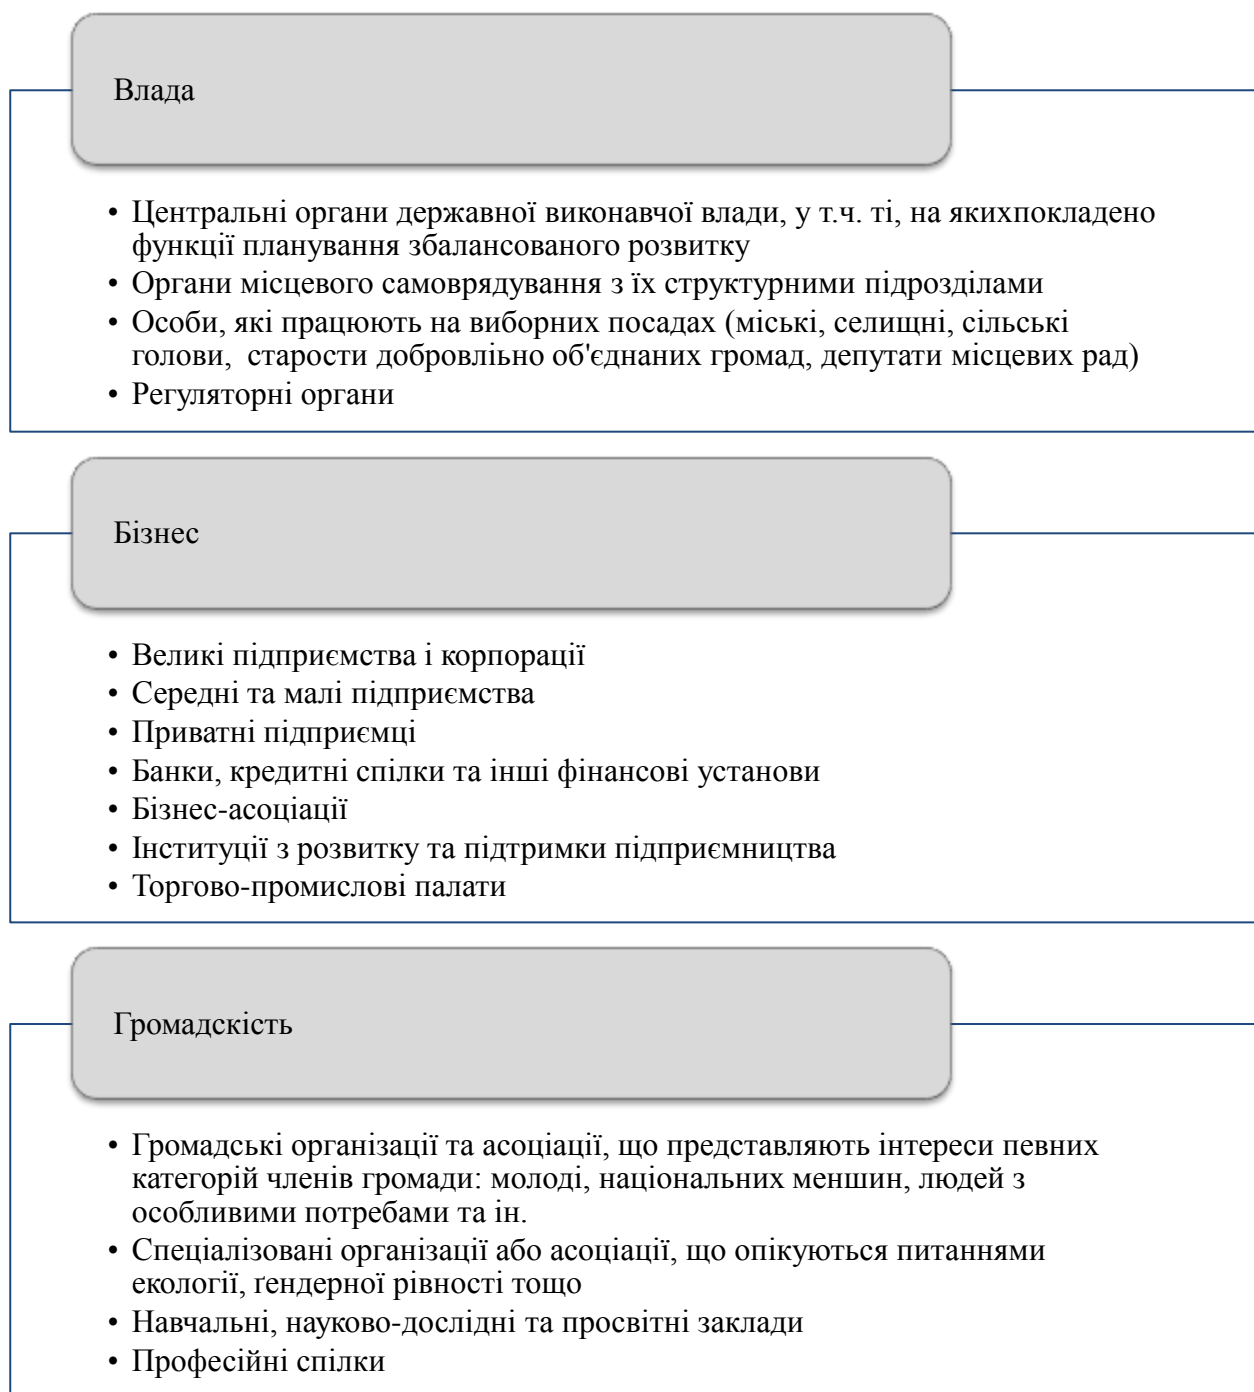 Влада
• Центральні органи державної виконавчої влади, у т.ч. ті, на якихпокладено
функції планування збалансованого розвитку
• Органи місцевого самоврядування з їх структурними підрозділами
• Особи, які працюють на виборних посадах (міські, селищні, сільські
голови,  старости добровліьно об'єднаних громад, депутати місцевих рад)
• Регуляторні органи
Бізнес
• Великі підприємства і корпорації
• Середні та малі підприємства
• Приватні підприємці
• Банки, кредитні спілки та інші фінансові установи
• Бізнес-асоціації
• Інституції з розвитку та підтримки підприємництва
• Торгово-промислові палати
Громадскість
• Громадські організації та асоціації, що представляють інтереси певних
категорій членів громади: молоді, національних меншин, людей з
особливими потребами та ін.
• Спеціалізовані організації або асоціації, що опікуються питаннями
екології, ґендерної рівності тощо
• Навчальні, науково-дослідні та просвітні заклади
• Професійні спілки